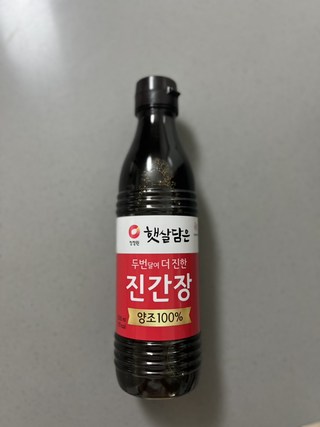 청정원
햇살담은
두번달여 더 진한
진간장
양조100%